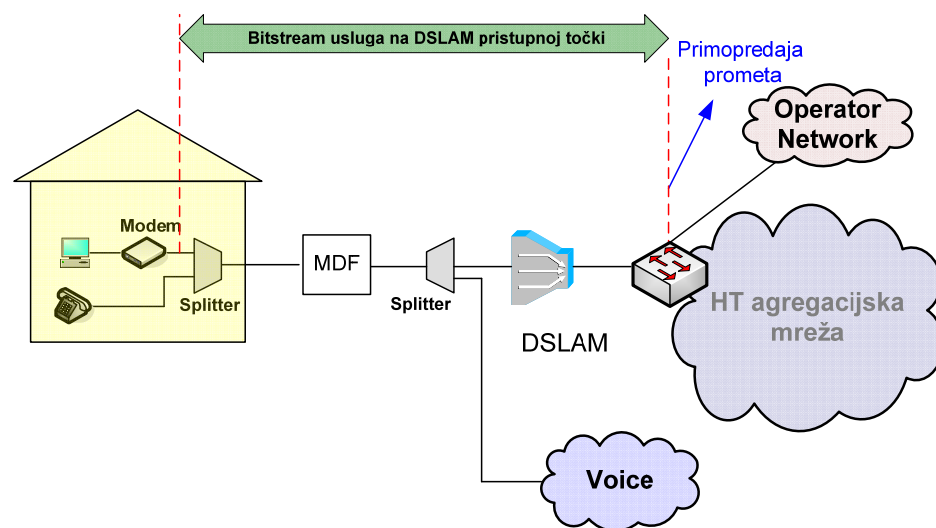 Bitstream usluga na DSLAM pristupnoj točki
Primopredaja
prometa
Operator
Network
Modem
Splitter
MDF
Splitter
DSLAM
HT agregacijska
mreža
Voice